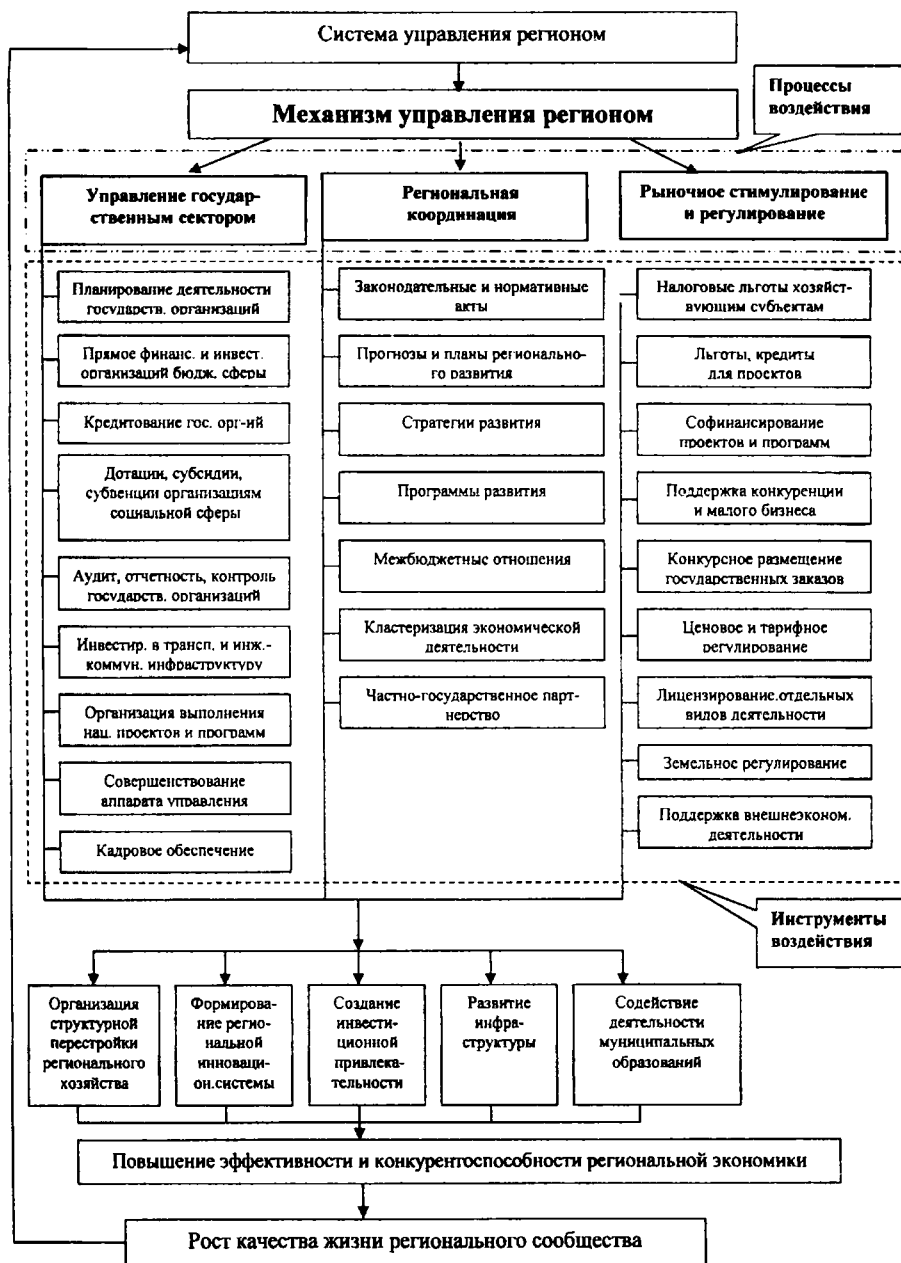 Система управления регионом
Процессы
воздействия
Механизм управления регионом
Управление государ-
ственным сектором
Региональная
координация
Рыночное стимулирование
и регулирование
Планирование деятельности
государств. организаций
Прямое финанс. и инвест.
организаций бюдж. сферы
Кредитование гос. орг-ий
Дотации, субсидии,
субвенции организациям
социальной сферы
Аудит, отчетность, контроль
государств. организаций
Инвестир. в трансп. и инж.-
коммун. инфраструктуру
Организация выполнения
нац. проектов и программ
Совершенствование
аппарата управления
Кадровое обеспечение
Законодательные и нормативные
акты
Прогнозы и планы регионально-
го развития
Стратегии развития
Программы развития
Межбюджетные отношения
Кластеризация экономической
деятельности
Частно-государственное парт-
нерство
Налоговые льготы хозяйст-
вующим субъектам
Льготы, кредиты
для проектов
Софинансирование
проектов и программ
Поддержка конкуренции
и малого бизнеса
Конкурсное размещение
государственных заказов
Ценовое и тарифное
регулирование
Лицензирование.отдельных
видов деятельности
Земельное регулирование
Поддержка внешнеэконом.
деятельности
Инструменты
воздействия
Организация
структурной
перестройки
регионального
хозяйства
Формирова-
ние регио-
нальной
инноваци-
он.системы
Создание
инвести-
ционной
привлека-
тельности
Развитие
инфра-
структуры
Содействие
деятельности
муниципальных
образований
Повышение эффективности и конкурентоспособности региональной экономики
Рост качества жизни регионального сообщества